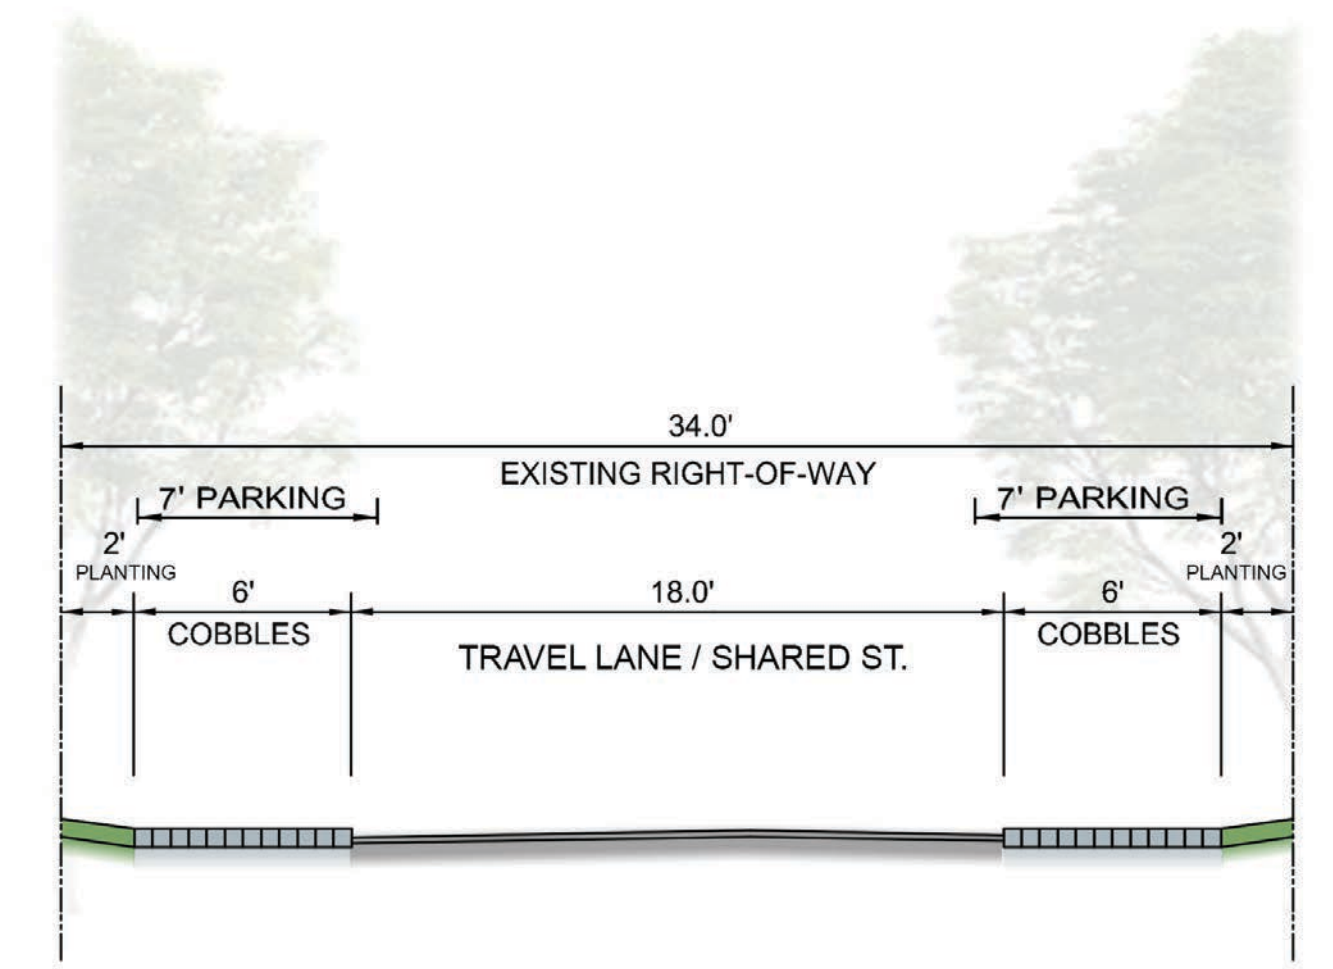 34.0'
EXISTING RIGHT-OF-WAY
7' PARKING
7' PARKING
2'
PLANTING
2'
PLANTING
6'
COBBLES
18.0'
TRAVEL LANE / SHARED ST.
6'
COBBLES